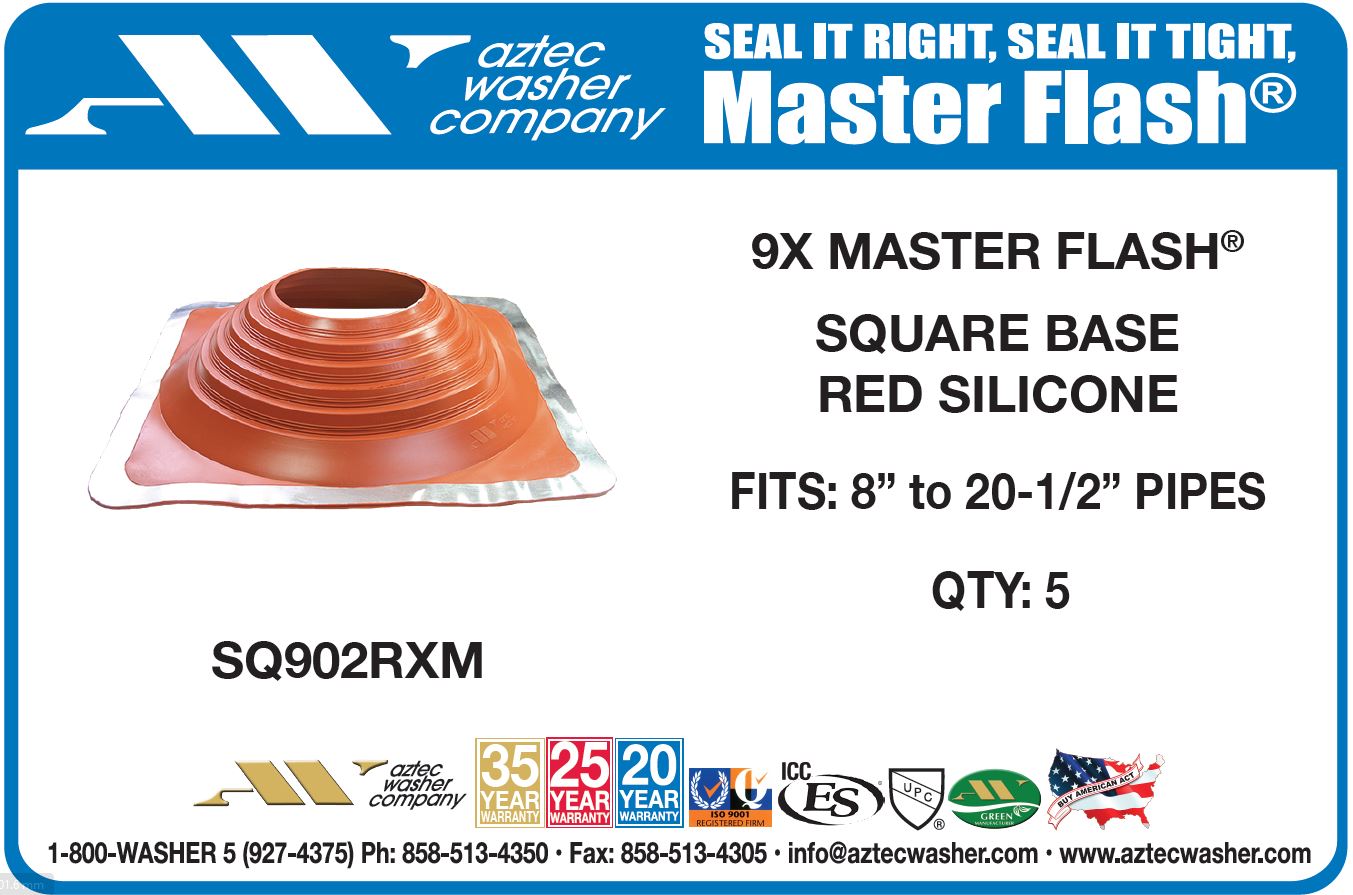 aztec
washer
company
SEAL IT RIGHT, SEAL IT TIGHT,
Master Flash®
9X MASTER FLASH®
SQUARE BASE
RED SILICONE
FITS: 8” to 20-1/2” PIPES
QTY: 5
SQ902RXM
aztec
washer
company
35
YEAR
WARRANTY
25
YEAR
WARRANTY
20
YEAR
WARRANTY
ISO 9001
REGISTERED FIRM
ICC
ES®
UPC®
GREEN
MANUFACTURER
BUY AMERICAN ACT
1-800-WASHER 5 (927-4375) Ph: 858-513-4350 · Fax: 858-513-4305 · info@aztecwasher.com · www.aztecwasher.com